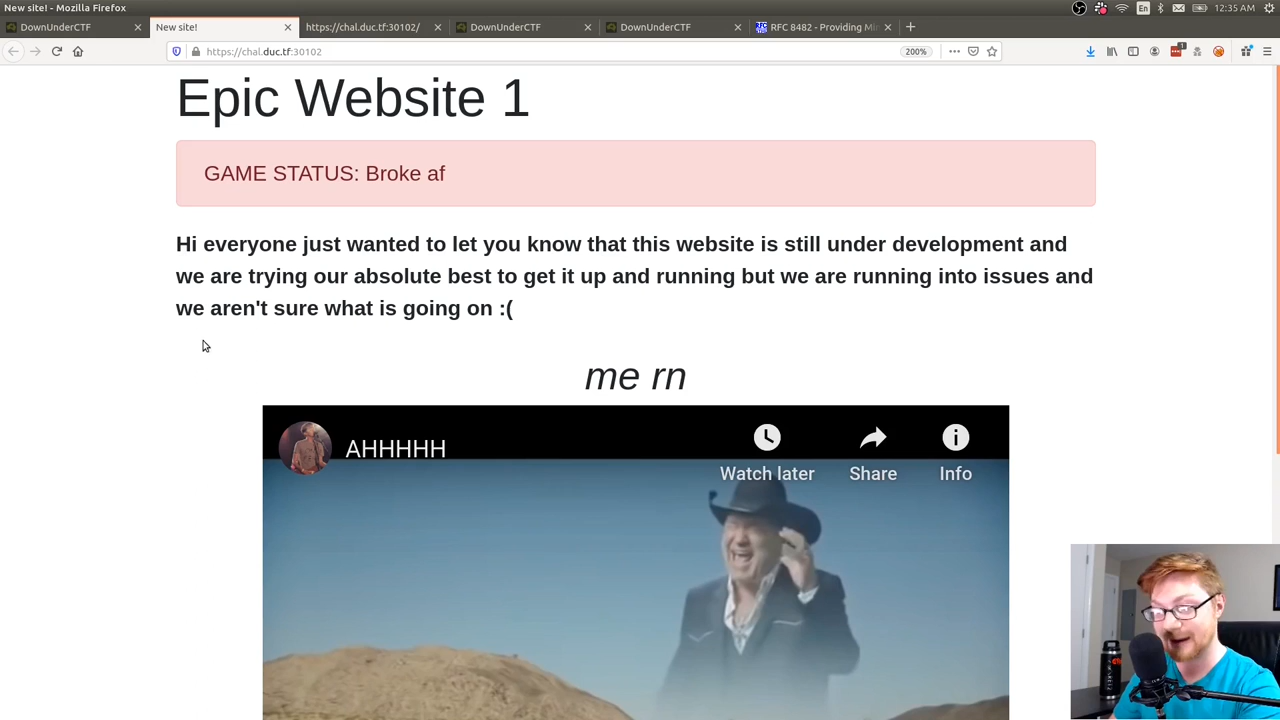 New site! - Mozilla Firefox
En
12:35 AM
DownUnderCTF
New site!
https://chal.duc.tf:30102/
DownUnderCTF
DownUnderCTF
RFC 8482 - Providing Min
https://chal.duc.tf:30102
200%
Epic Website 1
GAME STATUS: Broke af
Hi everyone just wanted to let you know that this website is still under development and
we are trying our absolute best to get it up and running but we are running into issues and
we aren't sure what is going on :(
me rn
AHHHHH
Watch later
Share
Info